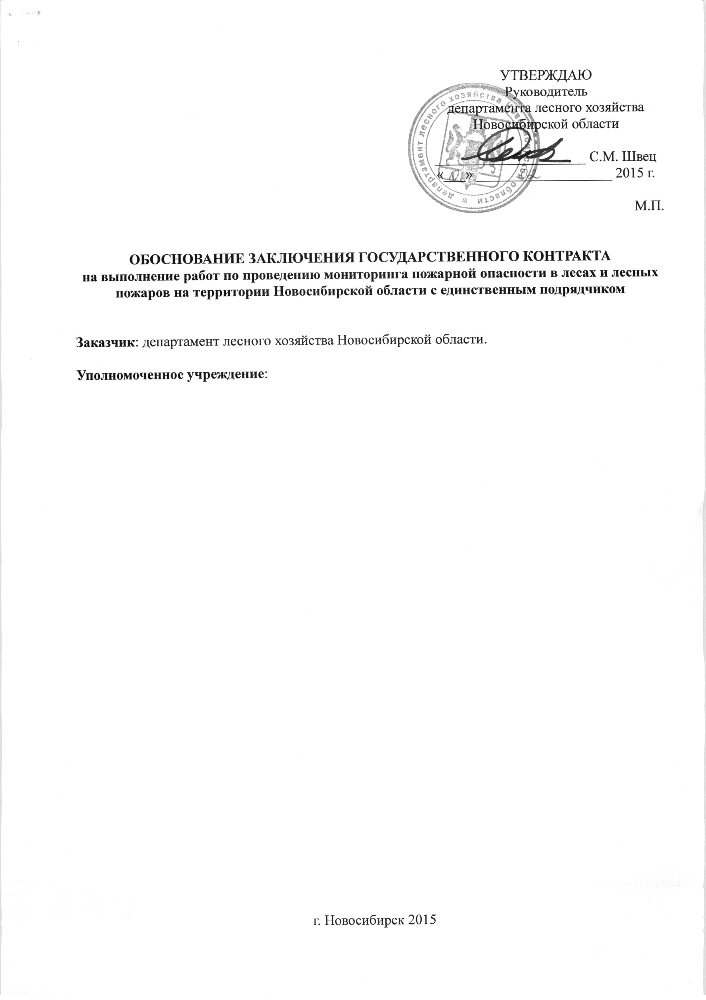 УТВЕРЖДАЮ
Руководитель
департамента лесного хозяйства
Новосибирской области
С.М. Швец
«10» 02 2015 г.
М.П.
департамент лесного хозяйства Новосибирской области *
ОБОСНОВАНИЕ ЗАКЛЮЧЕНИЯ ГОСУДАРСТВЕННОГО КОНТРАКТА
на выполнение работ по проведению мониторинга пожарной опасности в лесах и лесных
пожаров на территории Новосибирской области с единственным подрядчиком
Заказчик: департамент лесного хозяйства Новосибирской области.
Уполномоченное учреждение:
г. Новосибирск 2015